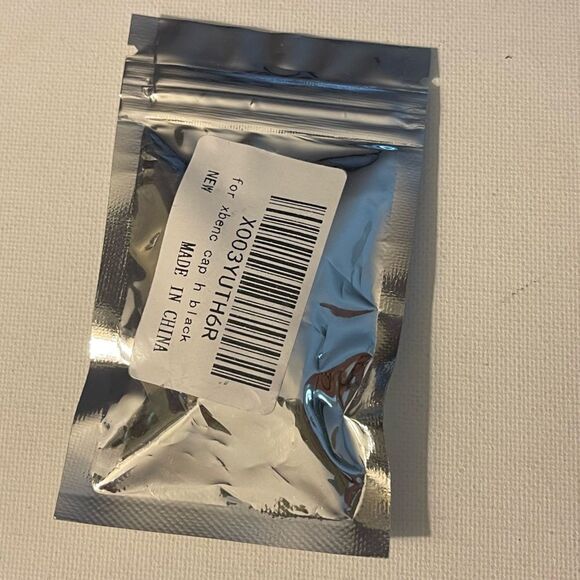 X003YUTH6R
for xbenc cap h black
NEW
MADE IN CHINA